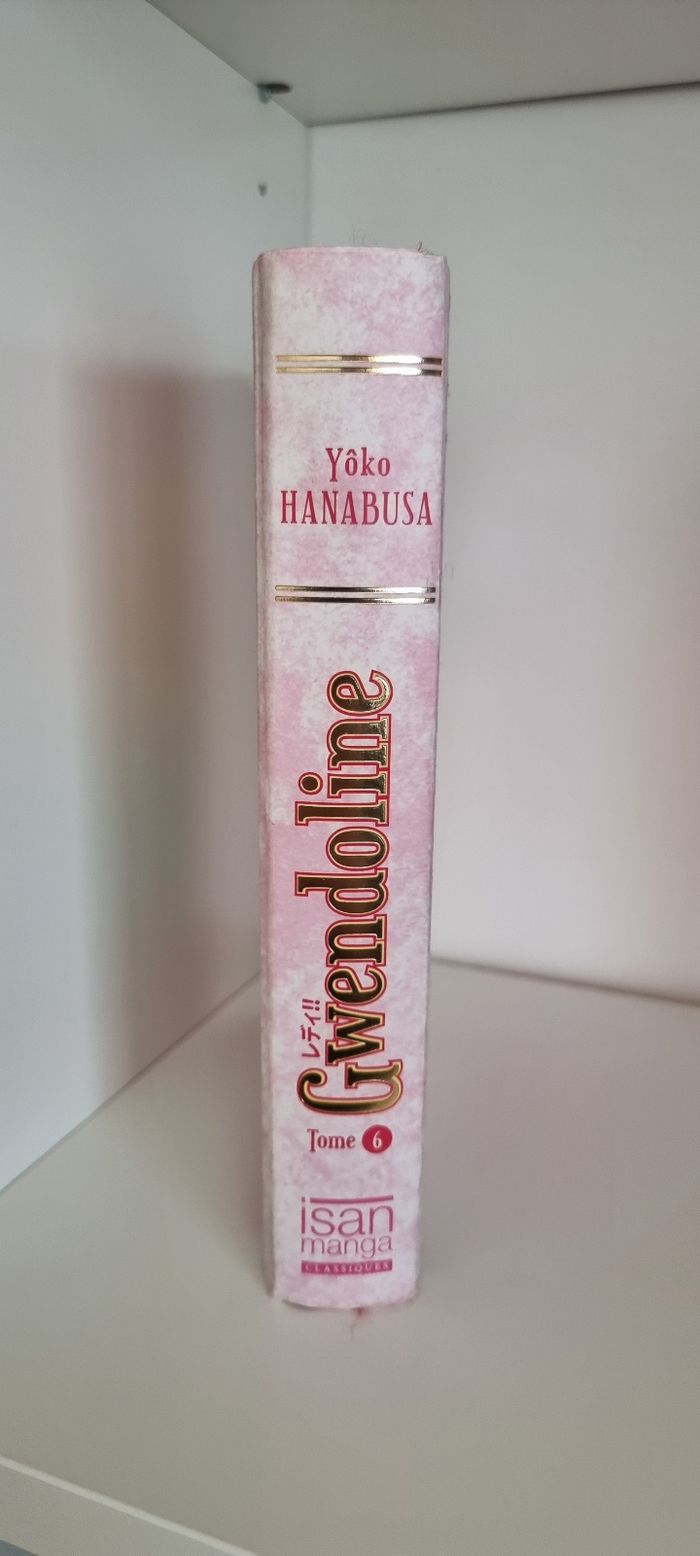 Yôko
HANABUSA
レディ!!
Gwendoline
Tome 6
isan
manga
CLASSIQUES